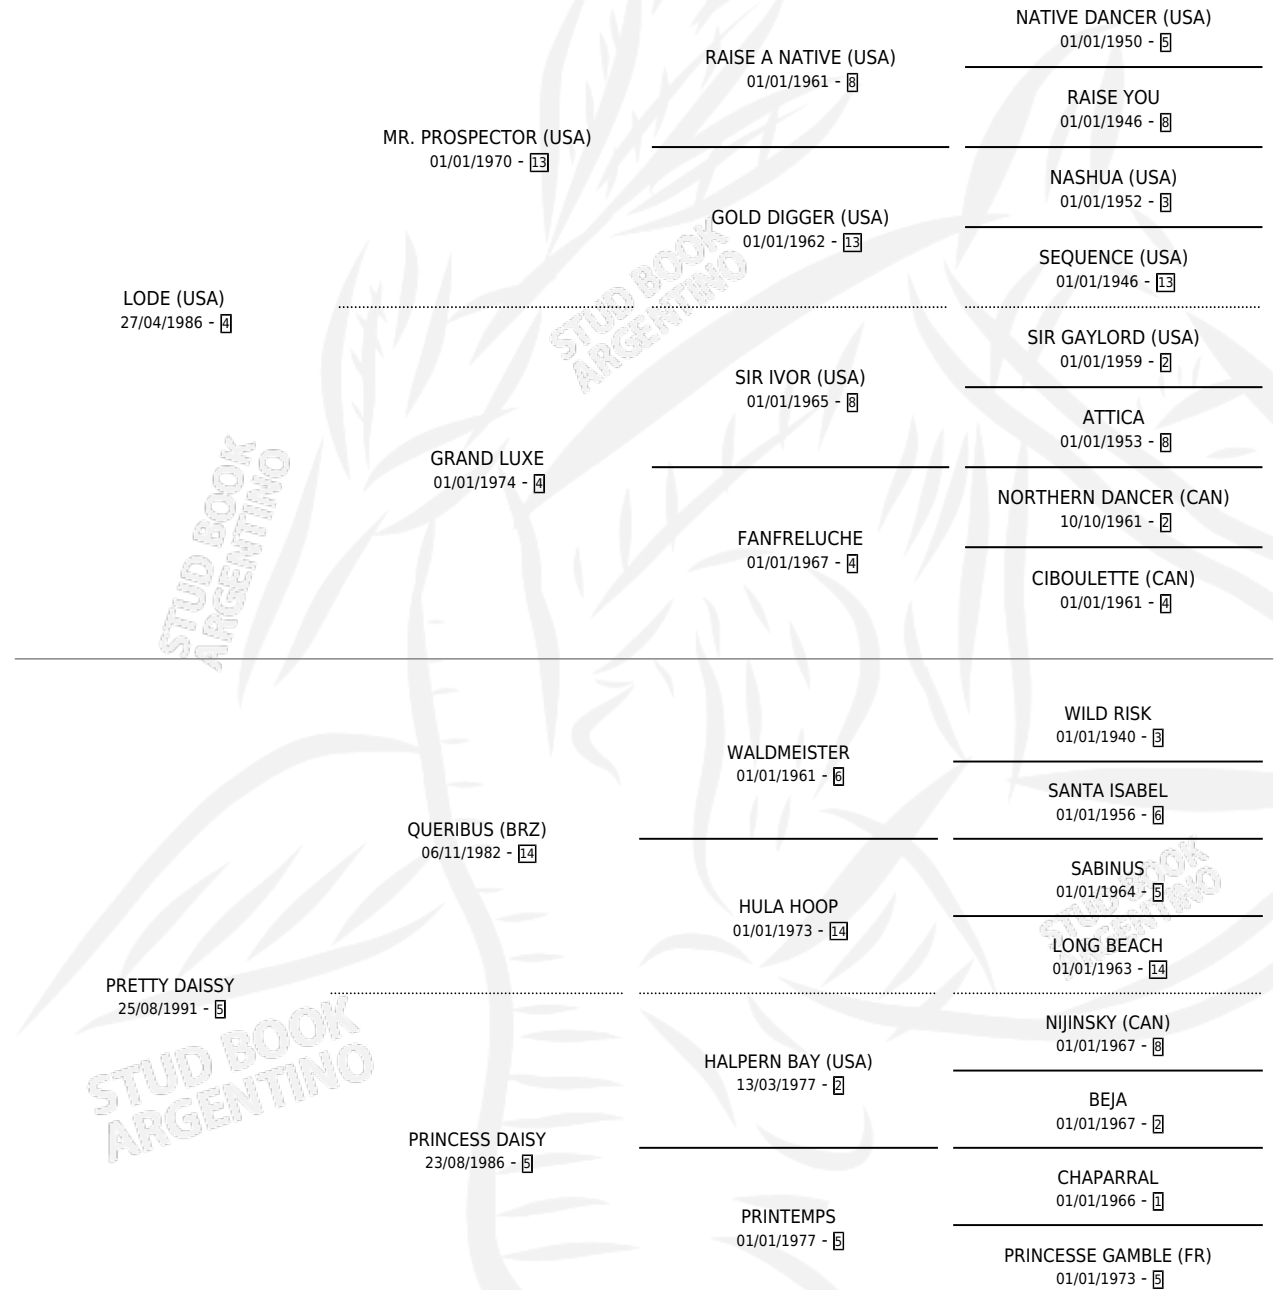 NATIVE DANCER (USA)
01/01/1950 - 5
RAISE A NATIVE (USA)
01/01/1961 - 8
RAISE YOU
01/01/1946 - 8
MR. PROSPECTOR (USA)
01/01/1970 - 13
NASHUA (USA)
01/01/1952 - 3
GOLD DIGGER (USA)
01/01/1962 - 13
SEQUENCE (USA)
01/01/1946 - 13
LODE (USA)
27/04/1986 - 4
STUD BOOK
ARGENTINO
SIR GAYLORD (USA)
01/01/1959 - 2
SIR IVOR (USA)
01/01/1965 - 8
ATTICA
01/01/1953 - 8
GRAND LUXE
01/01/1974 - 4
NORTHERN DANCER (CAN)
10/10/1961 - 2
FANFRELUCHE
01/01/1967 - 4
CIBOULETTE (CAN)
01/01/1961 - 4
STUD BOOK
ARGENTINO
WILD RISK
01/01/1940 - 3
WALDMEISTER
01/01/1961 - 6
SANTA ISABEL
01/01/1956 - 6
QUERIBUS (BRZ)
06/11/1982 - 14
SABINUS
01/01/1964 - 5
HULA HOOP
01/01/1973 - 14
LONG BEACH
01/01/1963 - 14
STUD BOOK
ARGENTINO
PRETTY DAISSY
25/08/1991 - 5
STUD BOOK
ARGENTINO
NIJINSKY (CAN)
01/01/1967 - 8
HALPERN BAY (USA)
13/03/1977 - 2
BEJA
01/01/1967 - 2
PRINCESS DAISY
23/08/1986 - 5
CHAPARRAL
01/01/1966 - 1
PRINTEMPS
01/01/1977 - 5
PRINCESSE GAMBLE (FR)
01/01/1973 - 5